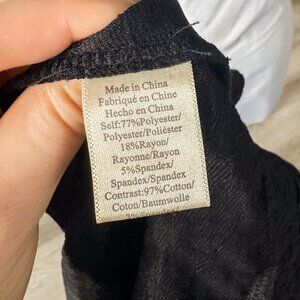 Made in China
Fabriqué en Chine
Hecho en China
Self:77%Polyester/
Polyester/Poliéster
18%Rayon/
Rayonne/Rayon
5%Spandex/
Spandex/Spandex
Contrast:97%Cotton/
Coton/Baumwolle